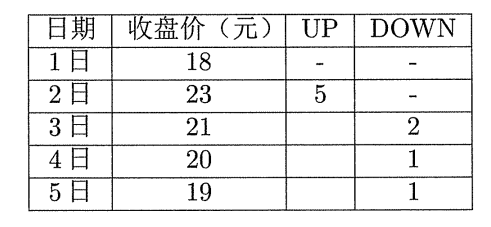 日期 收盘价（元） UP DOWN
1日 18 - -
2日 23 5 -
3日 21 2
4日 20 1
5日 19 1